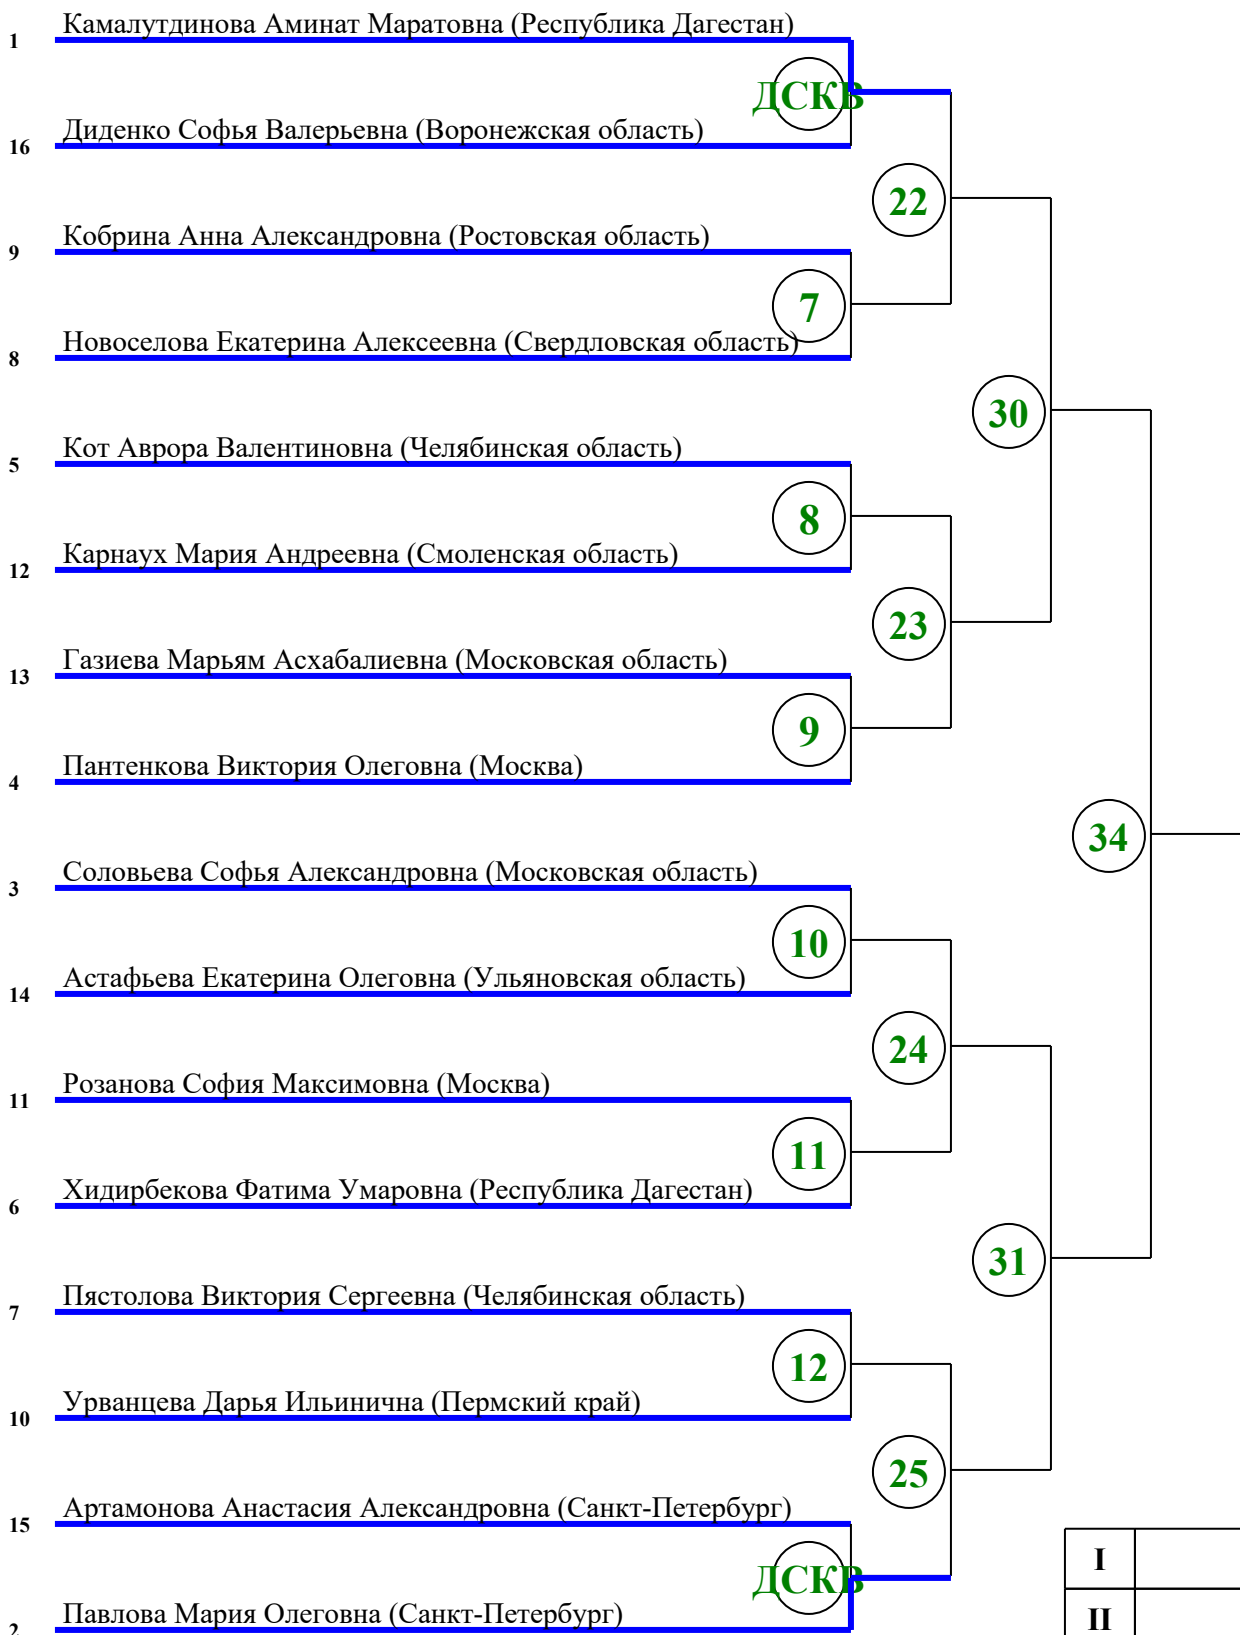 Камалутдинова Аминат Маратовна (Республика Дагестан)
1
ДСКВ
Диденко Софья Валерьевна (Воронежская область)
16
22
Кобрина Анна Александровна (Ростовская область)
9
7
Новоселова Екатерина Алексеевна (Свердловская область)
8
30
Кот Аврора Валентиновна (Челябинская область)
5
8
Карнаух Мария Андреевна (Смоленская область)
12
23
Газиева Марьям Асхабалиевна (Московская область)
13
9
Пантенкова Виктория Олеговна (Москва)
4
34
Соловьева Софья Александровна (Московская область)
3
10
Астафьева Екатерина Олеговна (Ульяновская область)
14
24
Розанова София Максимовна (Москва)
11
11
Хидирбекова Фатима Умаровна (Республика Дагестан)
6
31
Пястолова Виктория Сергеевна (Челябинская область)
7
12
Урванцева Дарья Ильинична (Пермский край)
10
25
Артамонова Анастасия Александровна (Санкт-Петербург)
15
I
ДСКВ
Павлова Мария Олеговна (Санкт-Петербург)
II
2